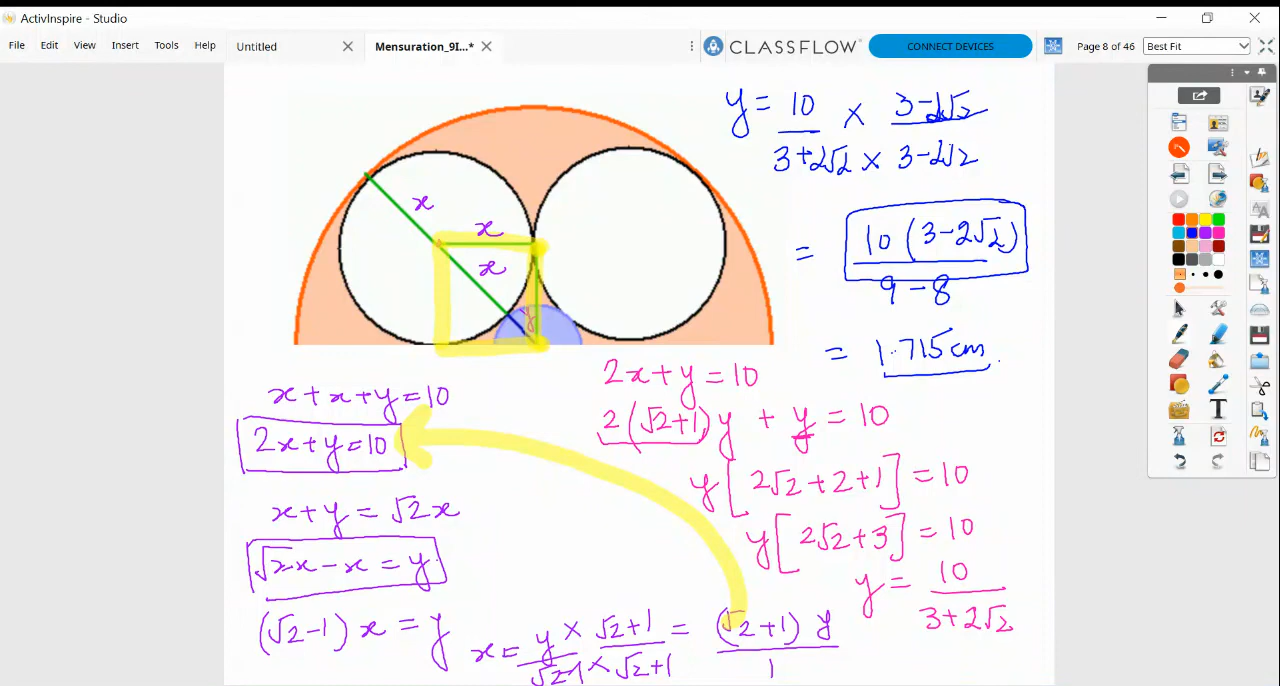 ActivInspire - Studio
File Edit View Insert Tools Help Untitled Mensuration_9I...* CLASSFLOW CONNECT DEVICES Page 8 of 46 Best Fit
y = 10 / 3+2√2 × 3-2√2 / 3-2√2
x
x
x
y
= 10 (3-2√2) / 9-8
= 1.715 cm
x+x+y=10
2x+y=10
x+y = √2x
√2x-x = y
(√2-1) x = y
x = y / √2-1 × √2+1 / √2+1 = (√2+1) y / 1
2x+y=10
2(√2+1)y + y = 10
y[2√2+2+1] = 10
y[2√2+3] = 10
y = 10 / 3+2√2
T